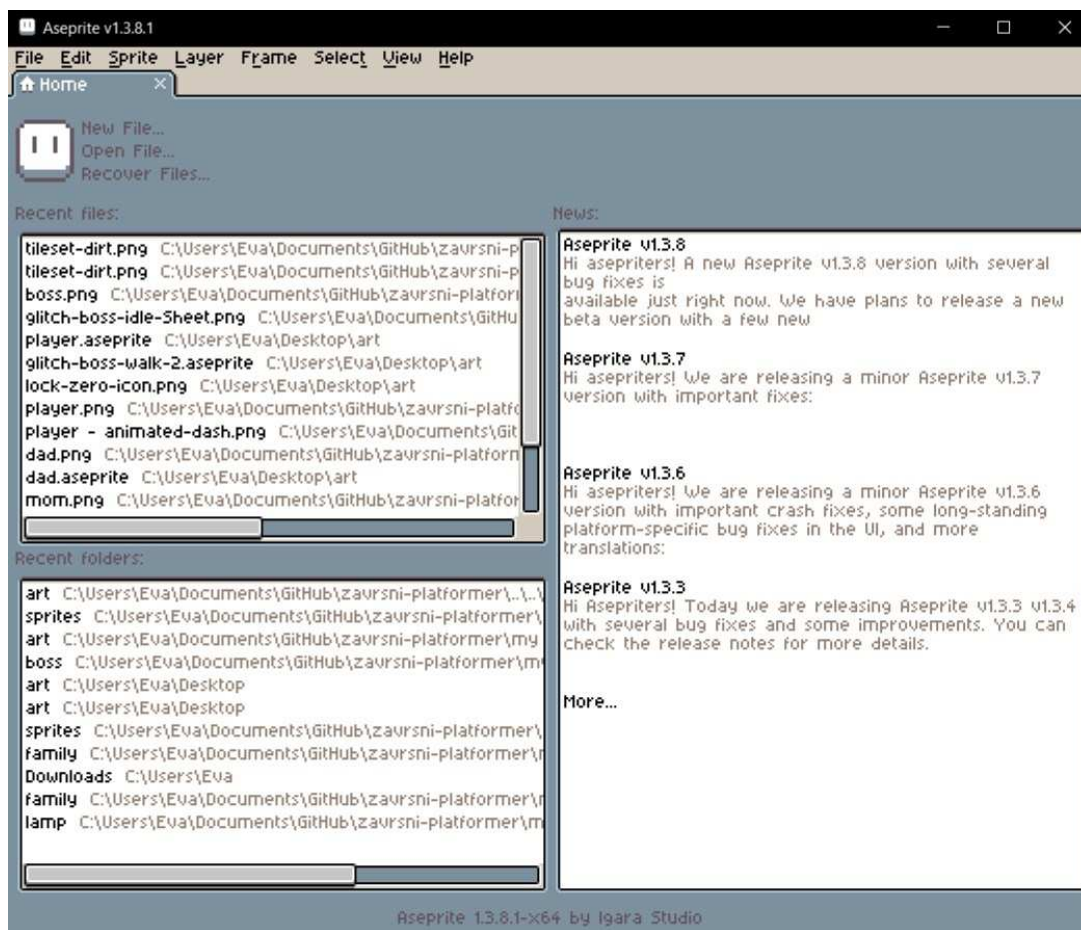 Aseprite v1.3.8.1
File Edit Sprite Layer Frame Select View Help
Home
New File...
Open File...
Recover Files...
Recent files:
tileset-dirt.png C:\Users\Eva\Documents\GitHub\zavrsni-p
tileset-dirt.png C:\Users\Eva\Documents\GitHub\zavrsni-p
boss.png C:\Users\Eva\Documents\GitHub\zavrsni-platfor
glitch-boss-idle-Sheet.png C:\Users\Eva\Documents\GitHu
player.aseprite C:\Users\Eva\Desktop\art
glitch-boss-walk-2.aseprite C:\Users\Eva\Desktop\art
lock-zero-icon.png C:\Users\Eva\Desktop\art
player.png C:\Users\Eva\Documents\GitHub\zavrsni-platfo
player - animated-dash.png C:\Users\Eva\Documents\Git
dad.png C:\Users\Eva\Documents\GitHub\zavrsni-platform
dad.aseprite C:\Users\Eva\Desktop\art
mom.png C:\Users\Eva\Documents\GitHub\zavrsni-platfor
Recent folders:
art C:\Users\Eva\Documents\GitHub\zavrsni-platformer\..\..\
sprites C:\Users\Eva\Documents\GitHub\zavrsni-platformer\
art C:\Users\Eva\Documents\GitHub\zavrsni-platformer\my
boss C:\Users\Eva\Documents\GitHub\zavrsni-platformer\m
art C:\Users\Eva\Desktop
art C:\Users\Eva\Desktop
sprites C:\Users\Eva\Documents\GitHub\zavrsni-platformer\
family C:\Users\Eva\Documents\GitHub\zavrsni-platformer\
Downloads C:\Users\Eva
family C:\Users\Eva\Documents\GitHub\zavrsni-platformer\
lamp C:\Users\Eva\Documents\GitHub\zavrsni-platformer\m
News:
Aseprite v1.3.8
Hi asepriters! A new Aseprite v1.3.8 version with several
bug fixes is
available just right now. We have plans to release a new
beta version with a few new
Aseprite v1.3.7
Hi asepriters! We are releasing a minor Aseprite v1.3.7
version with important fixes:
Aseprite v1.3.6
Hi asepriters! We are releasing a minor Aseprite v1.3.6
version with important crash fixes, some long-standing
platform-specific bug fixes in the UI, and more
translations:
Aseprite v1.3.3
Hi Asepriters! Today we are releasing Aseprite v1.3.3 v1.3.4
with several bug fixes and some improvements. You can
check the release notes for more details.
More...
Aseprite 1.3.8.1-x64 by Igara Studio